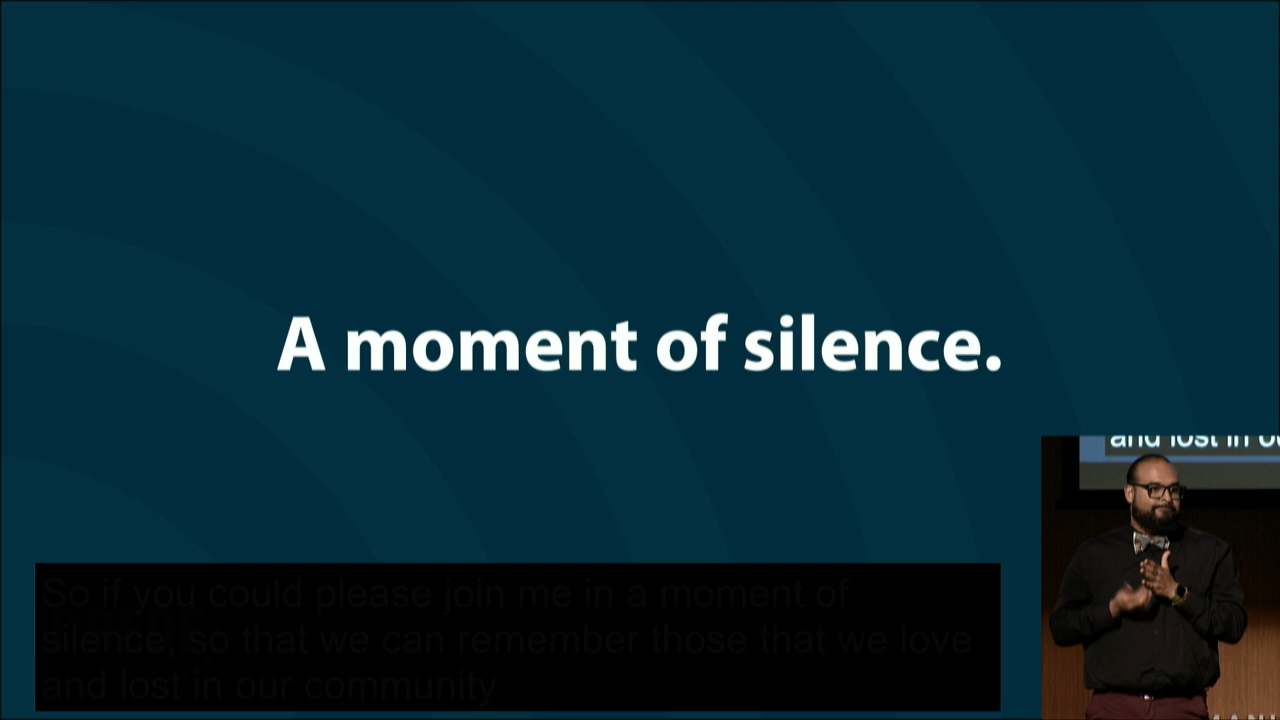 A moment of silence.
and lost in ou
So if you could please join me in a moment of
silence, so that we can remember those that we love
and lost in our community